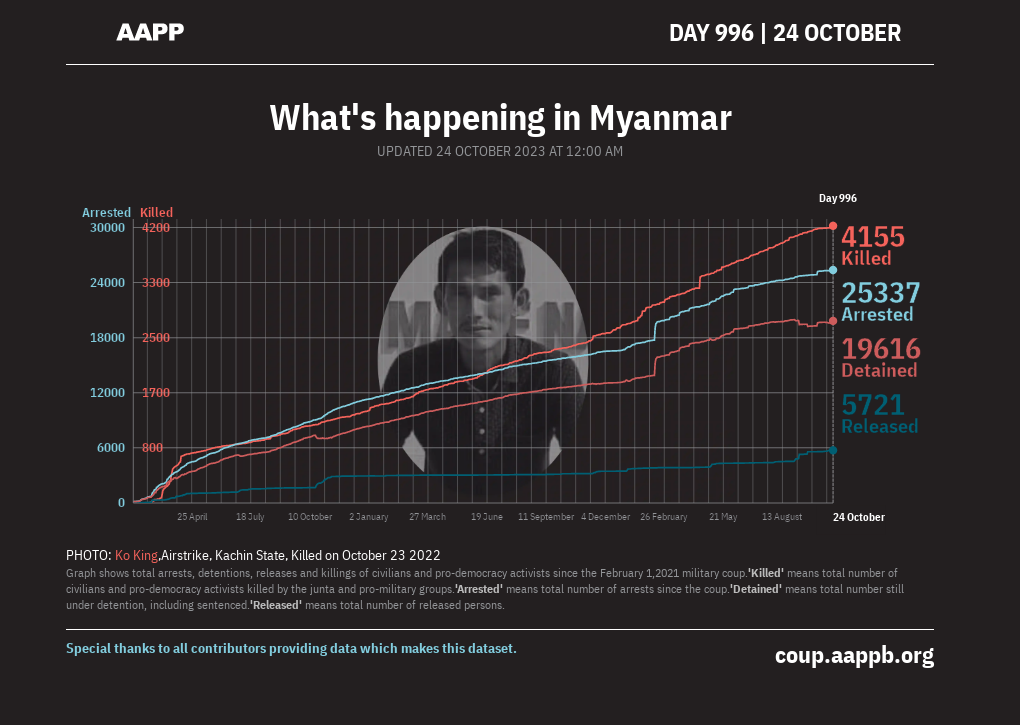 AAPP
DAY 996 | 24 OCTOBER
What's happening in Myanmar
UPDATED 24 OCTOBER 2023 AT 12:00 AM
Day 996
Arrested Killed
30000 4200
4155
Killed
24000 3300
25337
Arrested
18000 2500
19616
Detained
12000 1700
5721
Released
6000 800
0
25 April 18 July 10 October 2 January 27 March 19 June 11 September 4 December 26 February 21 May 13 August 24 October
PHOTO: Ko King,Airstrike, Kachin State, Killed on October 23 2022
Graph shows total arrests, detentions, releases and killings of civilians and pro-democracy activists since the February 1,2021 military coup.'Killed' means total number of
civilians and pro-democracy activists killed by the junta and pro-military groups.'Arrested' means total number of arrests since the coup.'Detained' means total number still
under detention, including sentenced.'Released' means total number of released persons.
Special thanks to all contributors providing data which makes this dataset.
coup.aappb.org